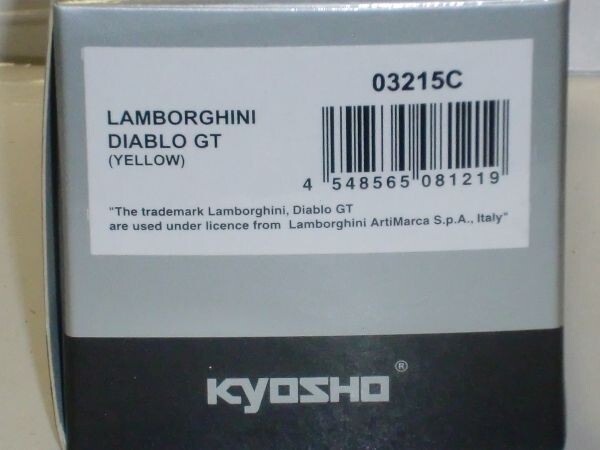 03215C
LAMBORGHINI
DIABLO GT
(YELLOW)
4 548565 081219
"The trademark Lamborghini, Diablo GT
are used under licence from Lamborghini ArtiMarca S.p.A., Italy"
KYOSHO®